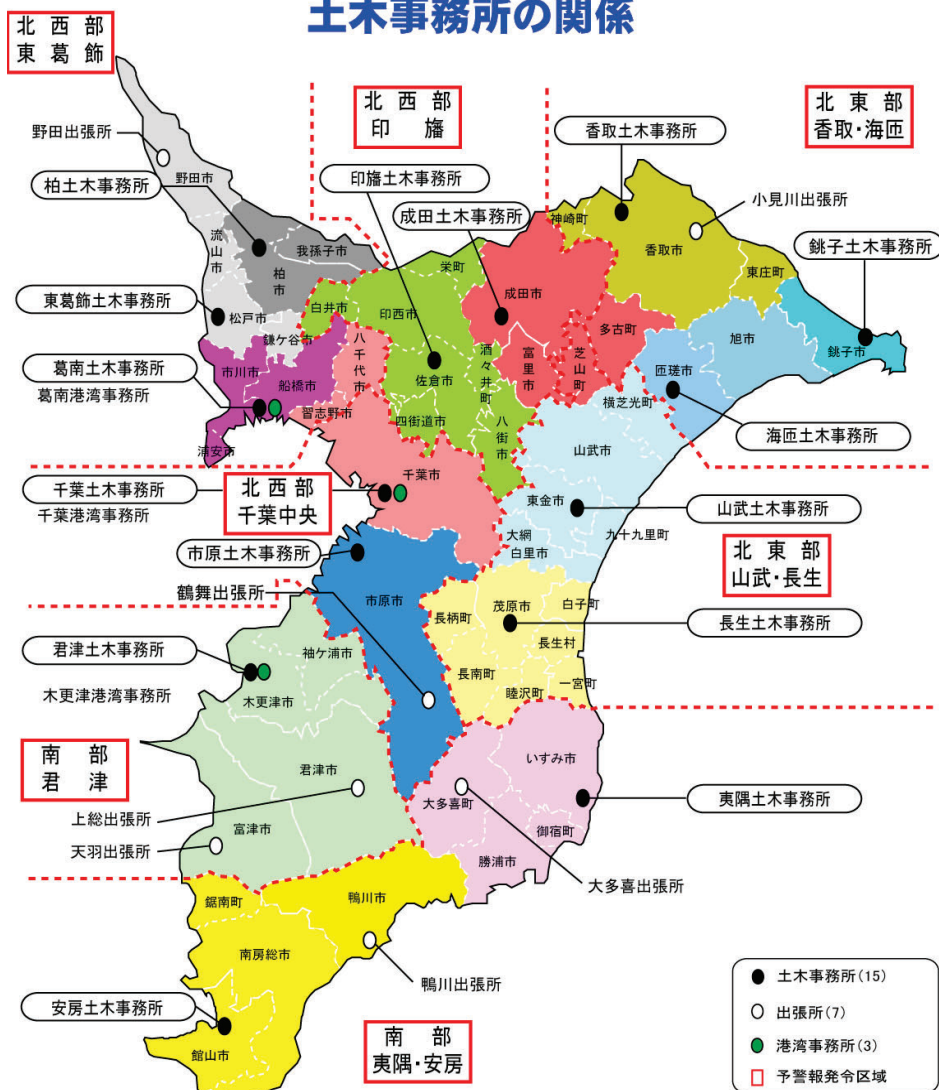 土木事務所の関係
北西部
東葛飾
北西部
印旛
北東部
香取・海匝
野田出張所
香取土木事務所
柏土木事務所
野田市
印旛土木事務所
成田土木事務所
小見川出張所
銚子土木事務所
神崎町
香取市
東庄町
流山市
我孫子市
柏市
栄町
成田市
東葛飾土木事務所
松戸市
白井市
印西市
多古町
旭市
銚子市
鎌ケ谷市
八千代市
酒々井町
富里市
芝山町
匝瑳市
葛南土木事務所
葛南港湾事務所
市川市
船橋市
佐倉市
横芝光町
習志野市
四街道市
八街市
山武市
海匝土木事務所
浦安市
千葉土木事務所
千葉港湾事務所
北西部
千葉中央
千葉市
東金市
山武土木事務所
大網
白里市
九十九里町
市原土木事務所
北東部
山武・長生
鶴舞出張所
市原市
長柄町
茂原市
白子町
長生土木事務所
君津土木事務所
木更津港湾事務所
袖ケ浦市
長生村
長南町
睦沢町
一宮町
木更津市
南部
君津
君津市
いすみ市
上総出張所
大多喜町
夷隅土木事務所
富津市
御宿町
天羽出張所
勝浦市
大多喜出張所
鋸南町
鴨川市
南房総市
鴨川出張所
安房土木事務所
館山市
南部
夷隅・安房
土木事務所(15)
出張所(7)
港湾事務所(3)
予警報発令区域